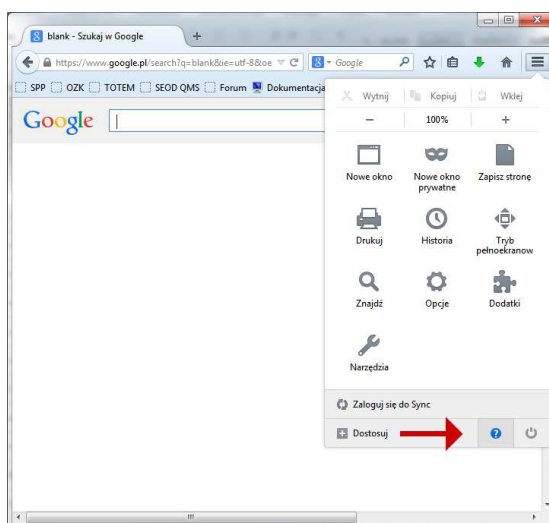 blank - Szukaj w Google
https://www.google.pl/search?q=blank&ie=utf-8&oe
Google
SPP OZK TOTEM SEOD QMS Forum Dokumentacja
Google
Wytnij Kopiuj Wklej
− 100% +
Nowe okno
Nowe okno
prywatne
Zapisz stronę
Drukuj
Historia
Tryb
pełnoekranow
Znajdź
Opcje
Dodatki
Narzędzia
Zaloguj się do Sync
Dostosuj